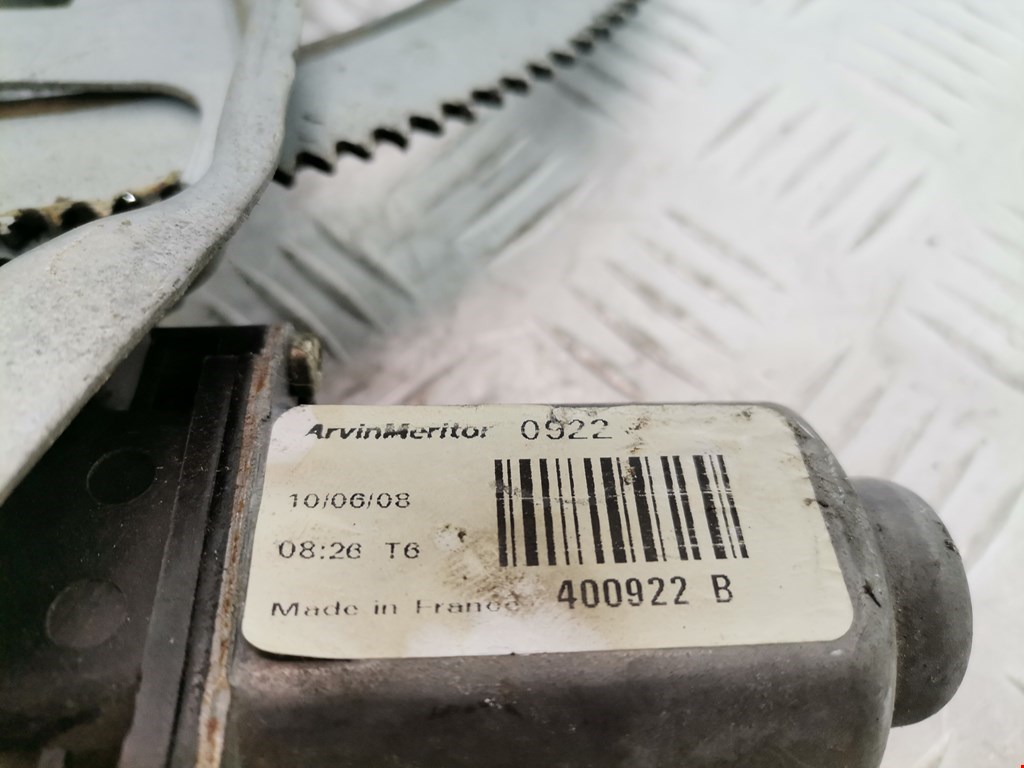 ArvinMeritor 0922
10/06/08
08:26 T6
Made in France
400922 B